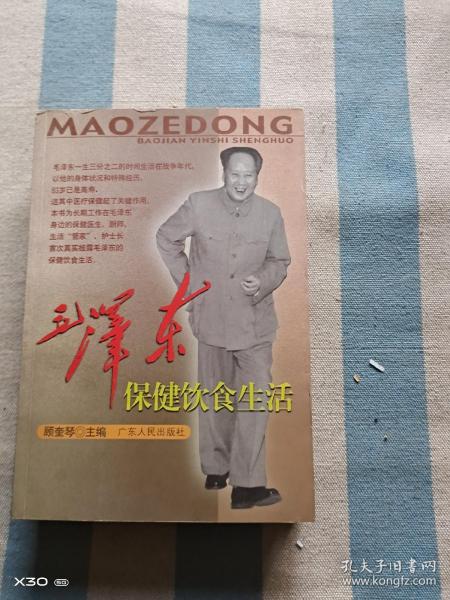 MAOZEDONG
BAOJIAN YINSHI SHENGHUO
毛泽东一生三分之二的时间生活在战争年代,
以他的身体状况和特殊经历,
83岁已是高寿,
这其中医疗保健起了关键作用。
本书为长期工作在毛泽东
身边的保健医生、厨师、
生活“管家”、护士长
首次真实披露毛泽东的
保健饮食生活。
毛泽东
保健饮食生活
顾奎琴◎主编 广东人民出版社
X30 5G
孔夫子旧书网
www.kongfz.com